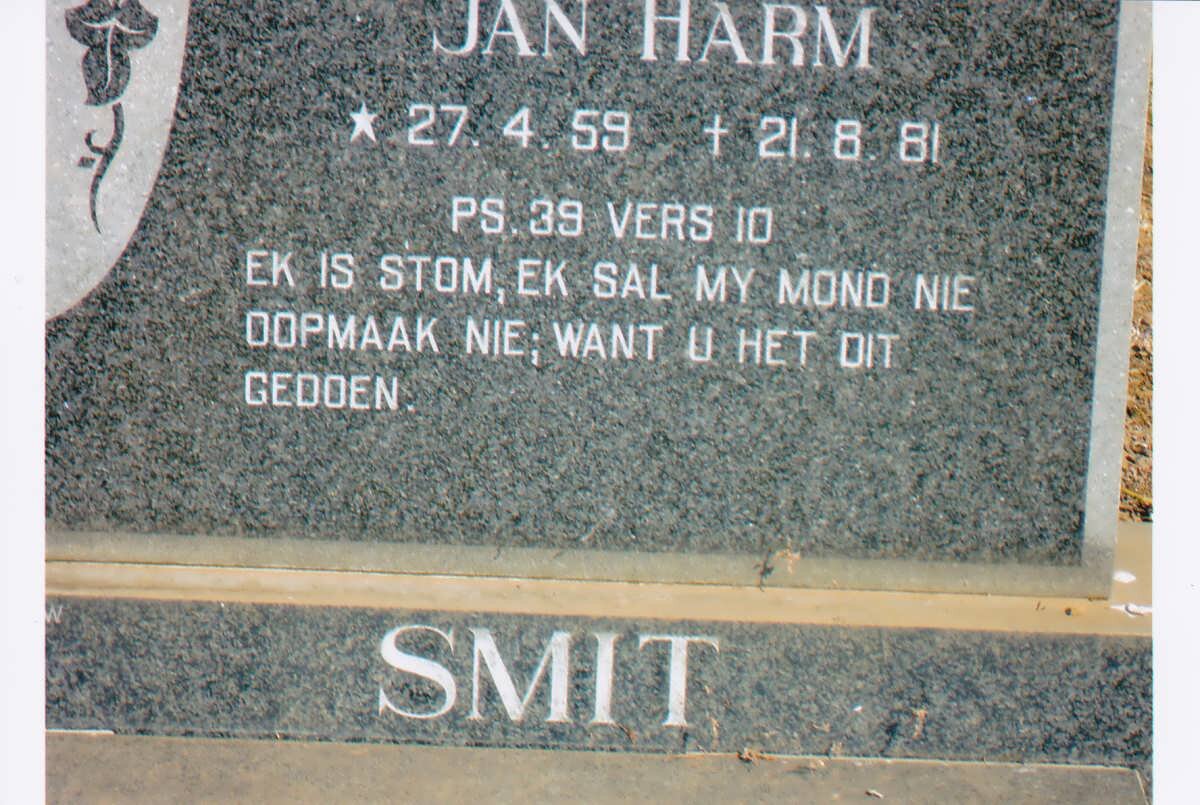 JAN HARM
★ 27. 4. 59 † 21. 8. 81
PS. 39 VERS 10
EK IS STOM, EK SAL MY MOND NIE
OOPMAAK NIE; WANT U HET DIT
GEDOEN.
SMIT